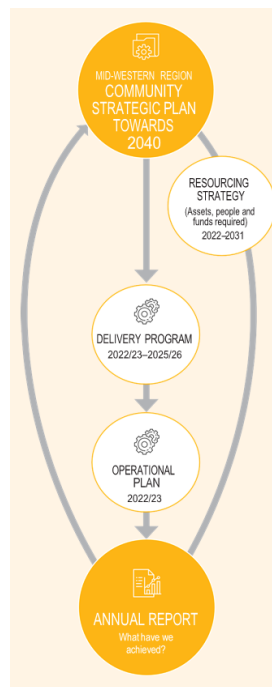 MID-WESTERN REGION
COMMUNITY
STRATEGIC PLAN
TOWARDS
2040
RESOURCING
STRATEGY
(Assets, people and
funds required)
2022–2031
DELIVERY PROGRAM
2022/23–2025/26
OPERATIONAL
PLAN
2022/23
ANNUAL REPORT
What have we
achieved?